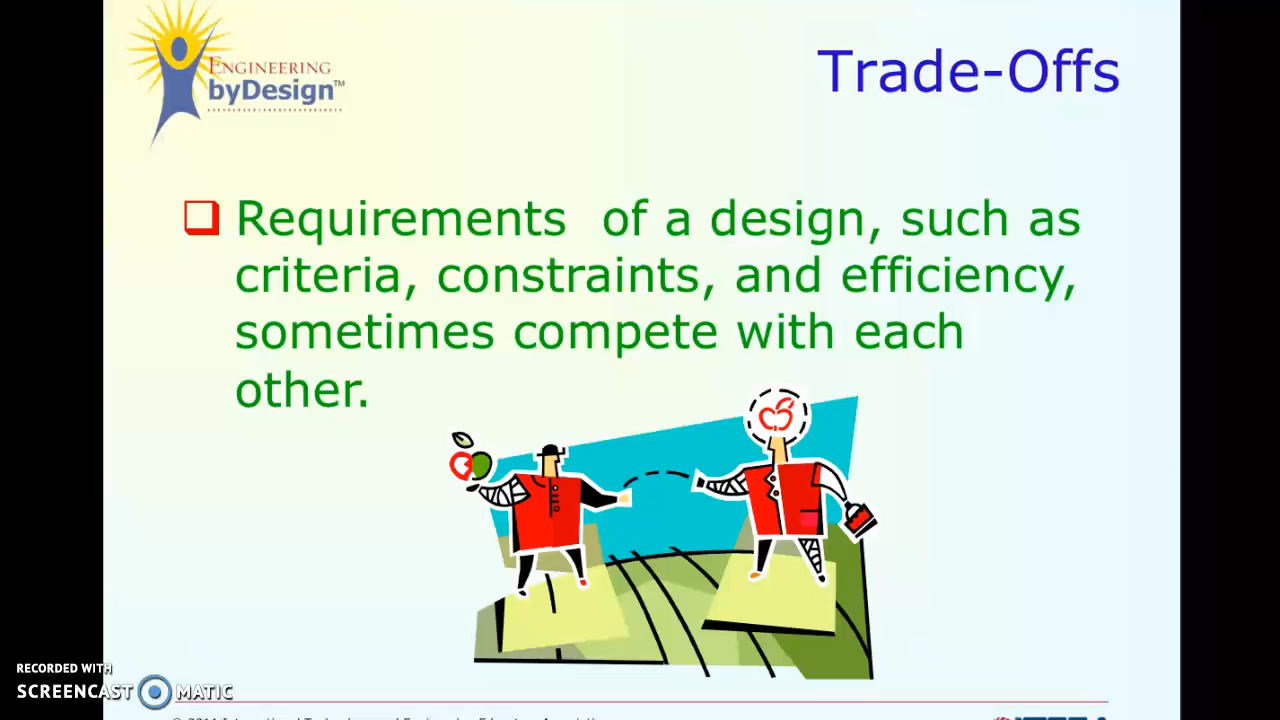 ENGINEERING
byDesign™
Trade-Offs
Requirements of a design, such as
criteria, constraints, and efficiency,
sometimes compete with each
other.
RECORDED WITH
SCREENCAST MATIC